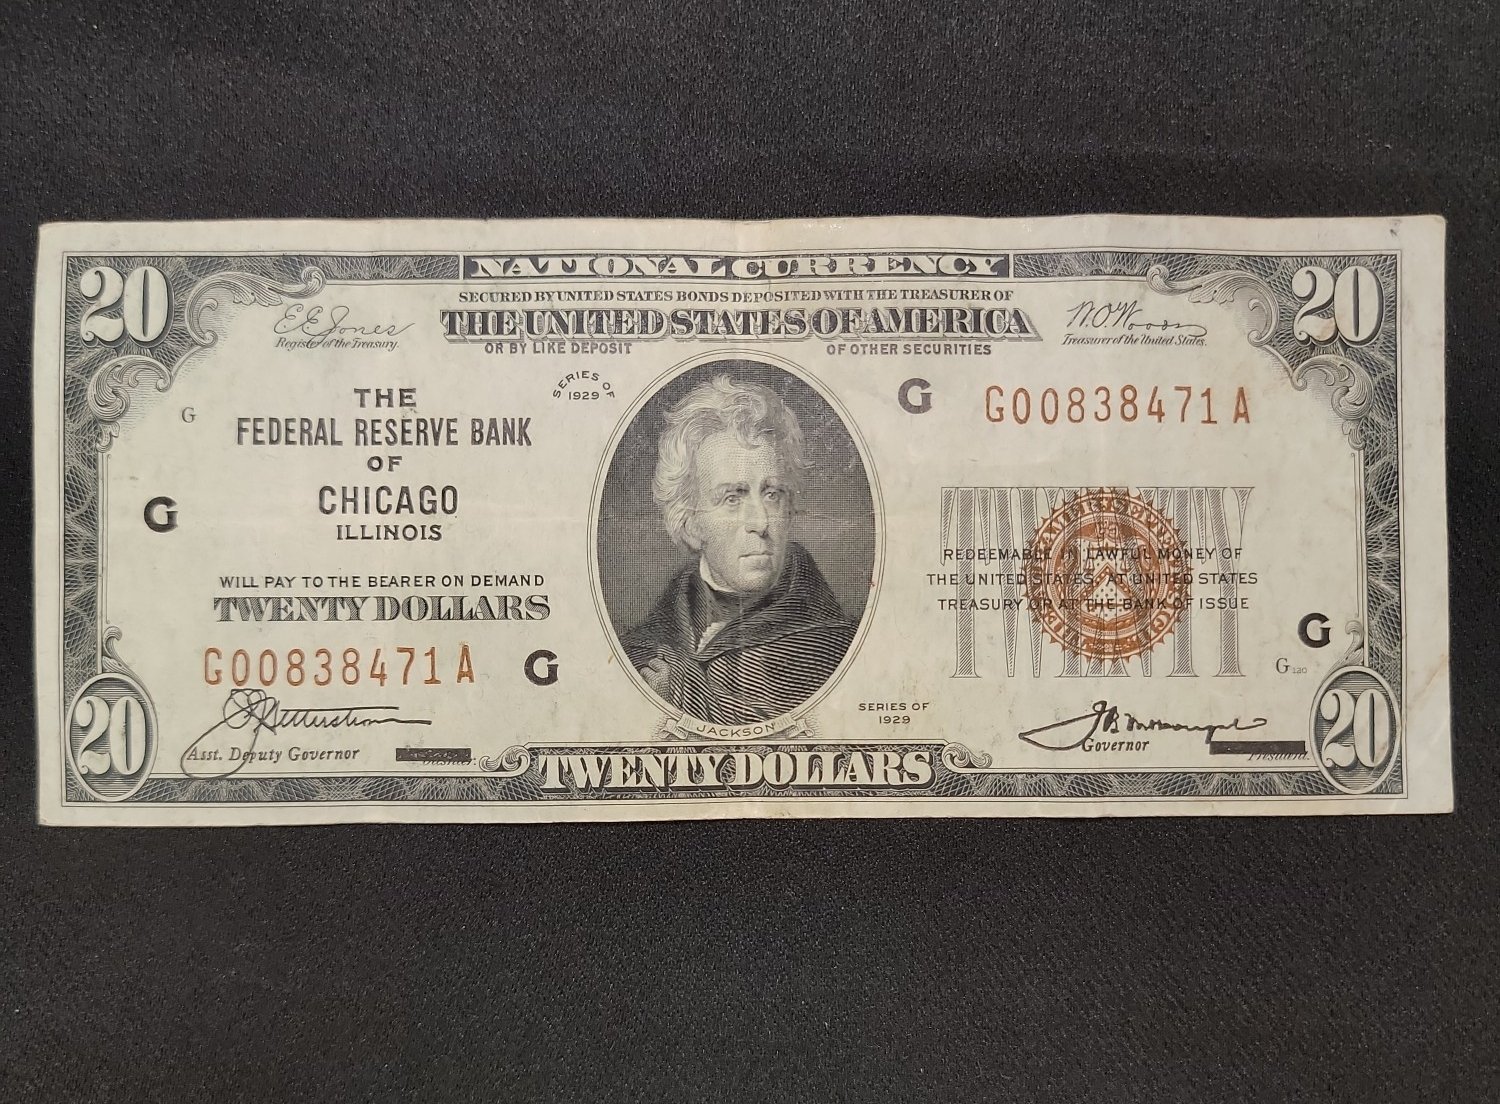 20 NATIONAL CURRENCY 20
SECURED BY UNITED STATES BONDS DEPOSITED WITH THE TREASURER OF
E E Jones THE UNITED STATES OF AMERICA W.O. Woods
Register of the Treasury. OR BY LIKE DEPOSIT OF OTHER SECURITIES Treasurer of the United States.
SERIES OF
1929
THE
G
FEDERAL RESERVE BANK
OF
CHICAGO
ILLINOIS
G
G G00838471A
WILL PAY TO THE BEARER ON DEMAND
TWENTY DOLLARS
G00838471A G
REDEEMABLE IN LAWFUL MONEY OF
THE UNITED STATES, AT UNITED STATES
TREASURY OR AT THE BANK OF ISSUE
TWENTY
G
G120
Asst. Deputy Governor
JACKSON
SERIES OF
1929
Governor
President.
20 TWENTY DOLLARS 20